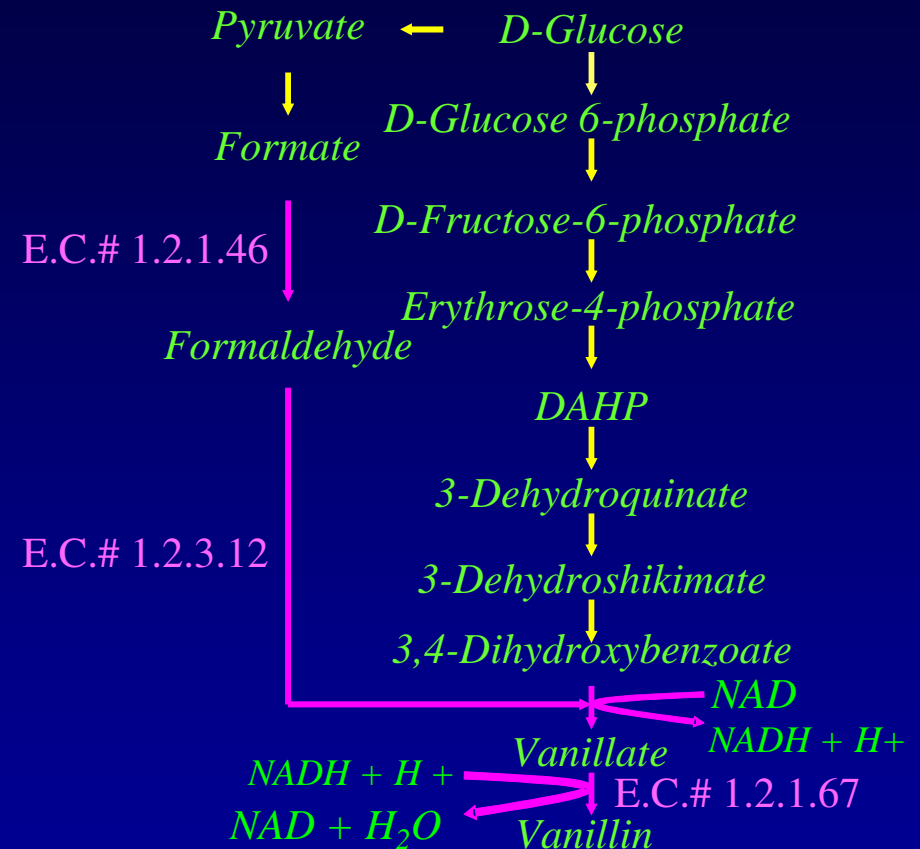 Pyruvate
D-Glucose
D-Glucose 6-phosphate
Formate
D-Fructose-6-phosphate
E.C.# 1.2.1.46
Erythrose-4-phosphate
Formaldehyde
DAHP
3-Dehydroquinate
E.C.# 1.2.3.12
3-Dehydroshikimate
3,4-Dihydroxybenzoate
NAD
NADH + H+
Vanillate
NADH + H +
E.C.# 1.2.1.67
NAD + H₂O
Vanillin